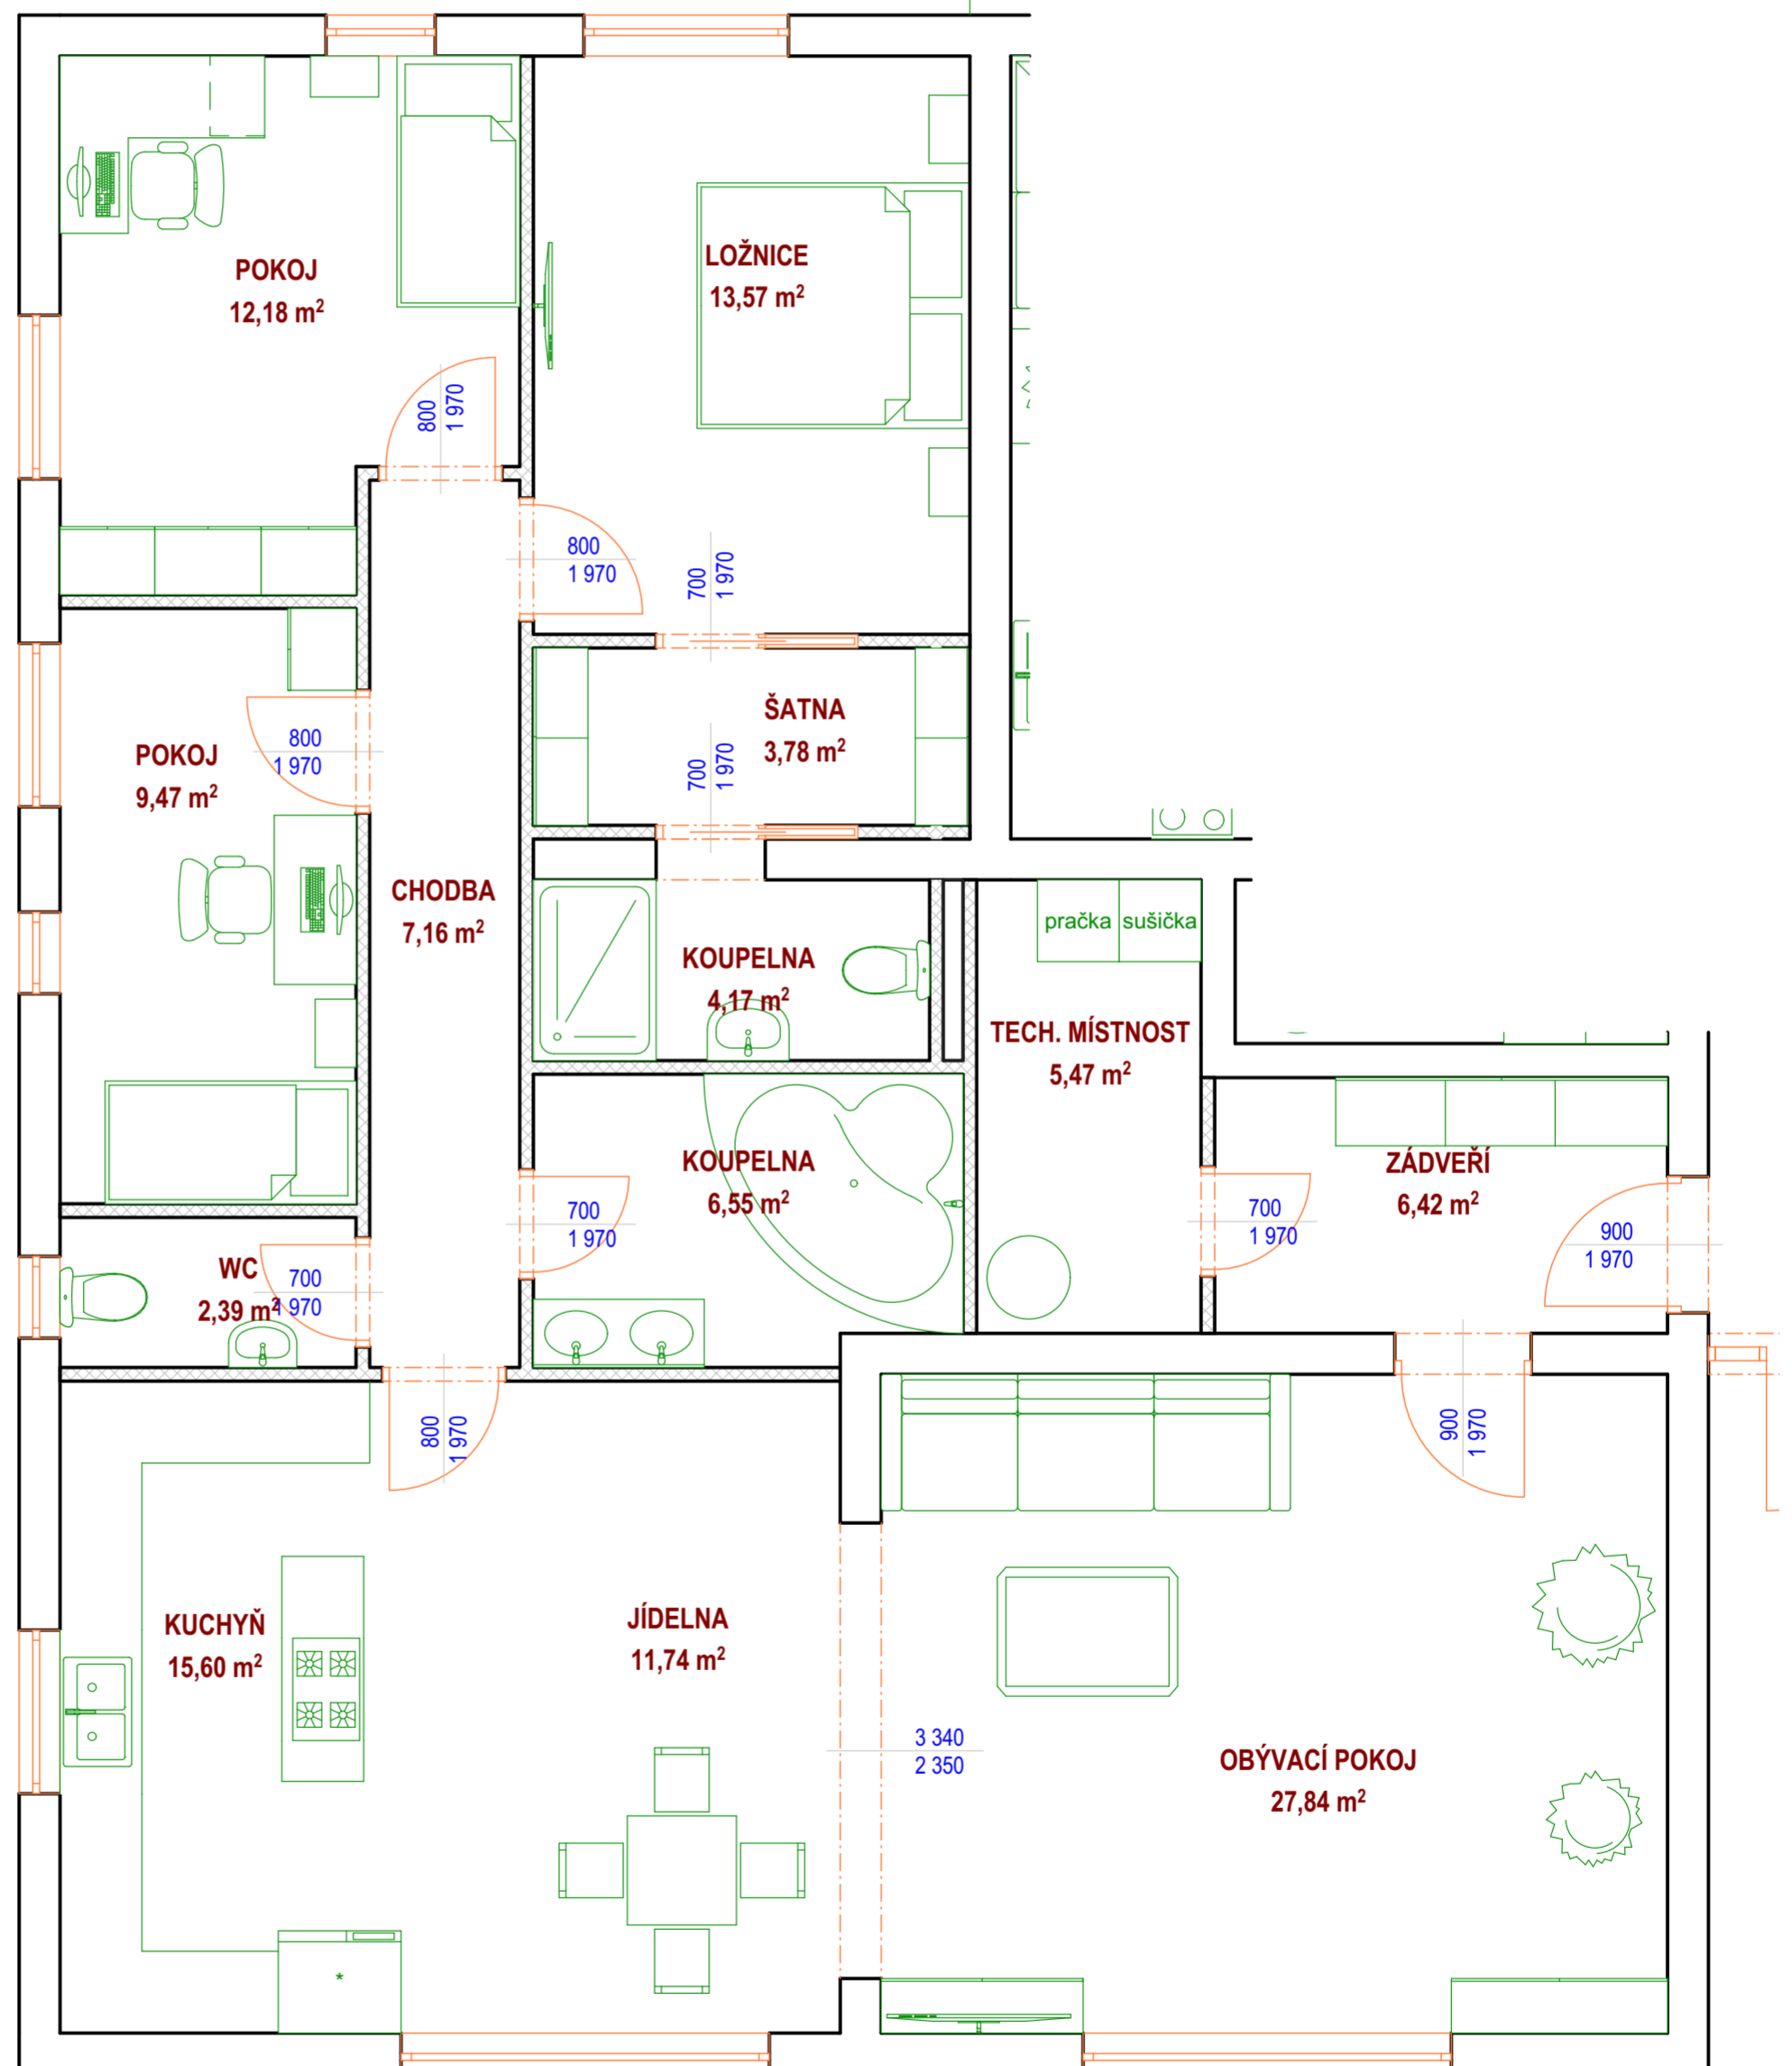 POKOJ
12,18 m²
LOŽNICE
13,57 m²
800
1 970
800
1 970
700
1 970
ŠATNA
3,78 m²
700
1 970
POKOJ
9,47 m²
800
1 970
CHODBA
7,16 m²
pračka
sušička
KOUPELNA
4,17 m²
TECH. MÍSTNOST
5,47 m²
KOUPELNA
6,55 m²
700
1 970
ZÁDVEŘÍ
6,42 m²
700
1 970
900
1 970
WC
2,39 m²
700
1 970
800
1 970
900
1 970
KUCHYŇ
15,60 m²
JÍDELNA
11,74 m²
3 340
2 350
OBÝVACÍ POKOJ
27,84 m²
*